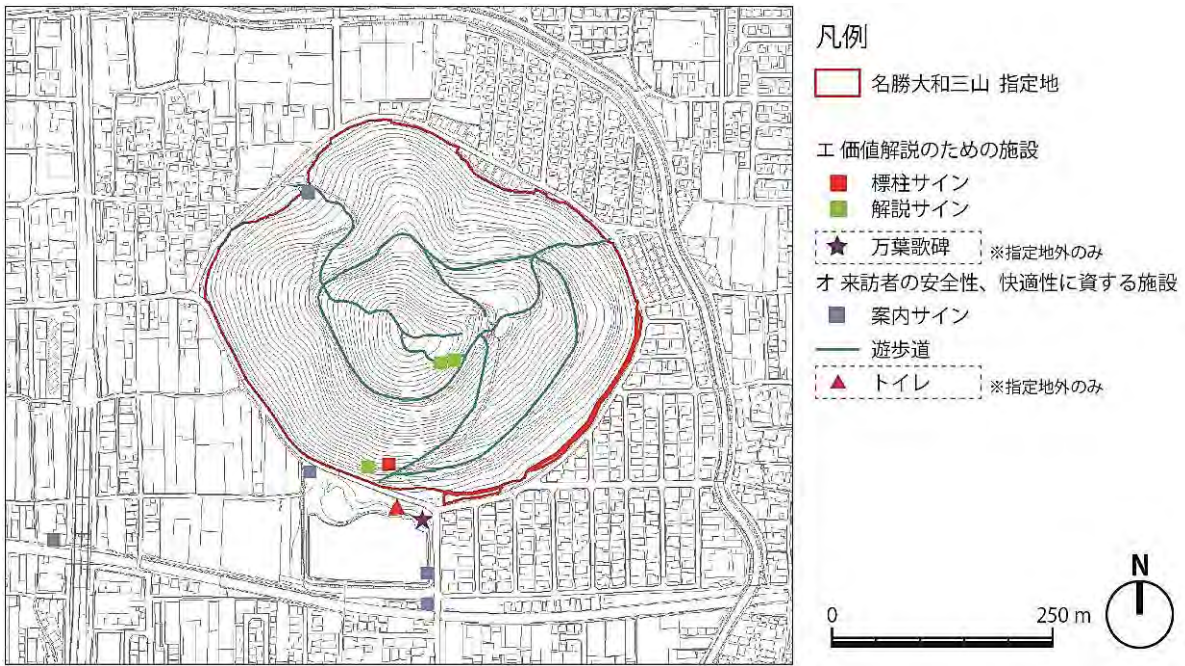 凡例
名勝大和三山 指定地
エ 価値解説のための施設
標柱サイン
解説サイン
万葉歌碑 ※指定地外のみ
オ 来訪者の安全性、快適性に資する施設
案内サイン
遊歩道
トイレ ※指定地外のみ
N
0 250 m